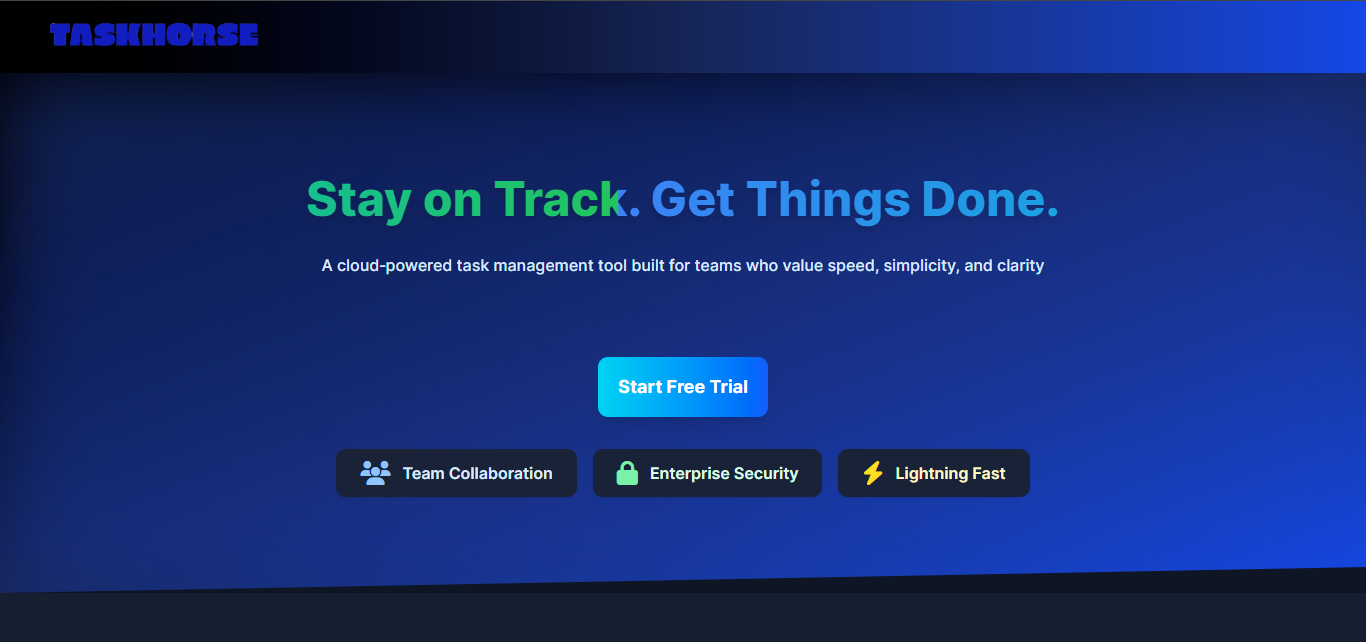 TASKHORSE
Stay on Track. Get Things Done.
A cloud-powered task management tool built for teams who value speed, simplicity, and clarity
Start Free Trial
Team Collaboration
Enterprise Security
Lightning Fast